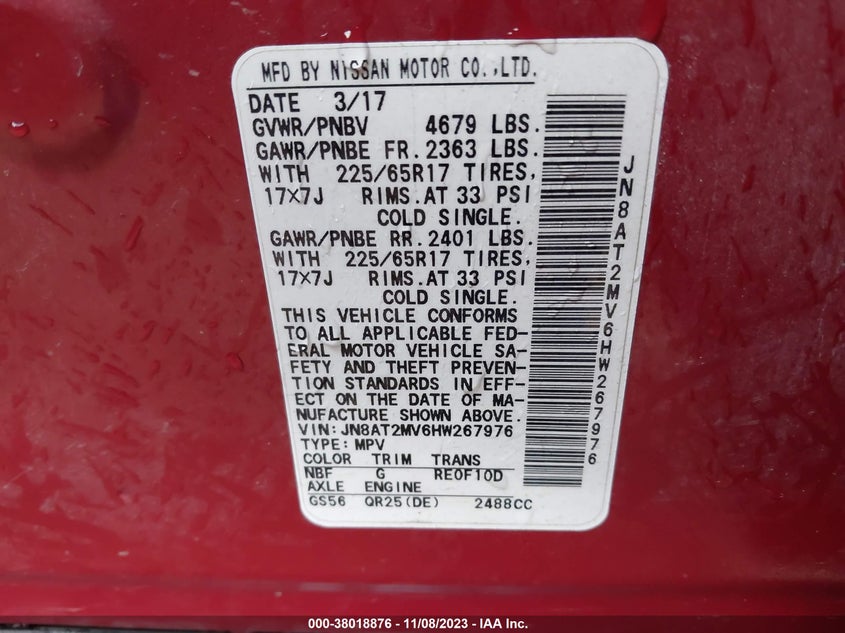 MFD BY NISSAN MOTOR CO.,LTD.
DATE 3/17
GVWR/PNBV 4679 LBS.
GAWR/PNBE FR. 2363 LBS.
WITH 225/65R17 TIRES,
17×7J RIMS.AT 33 PSI
COLD SINGLE.
GAWR/PNBE RR. 2401 LBS.
WITH 225/65R17 TIRES,
17×7J RIMS.AT 33 PSI
COLD SINGLE.
THIS VEHICLE CONFORMS
TO ALL APPLICABLE FED-
ERAL MOTOR VEHICLE SA-
FETY AND THEFT PREVEN-
TION STANDARDS IN EFF-
ECT ON THE DATE OF MA-
NUFACTURE SHOWN ABOVE.
VIN:JN8AT2MV6HW267976
TYPE:MPV
COLOR TRIM TRANS
NBF G RE0F10D
AXLE ENGINE
GS56 QR25(DE) 2488CC
JN8AT2MV6HW267976
000-38018876 - 11/08/2023 - IAA Inc.